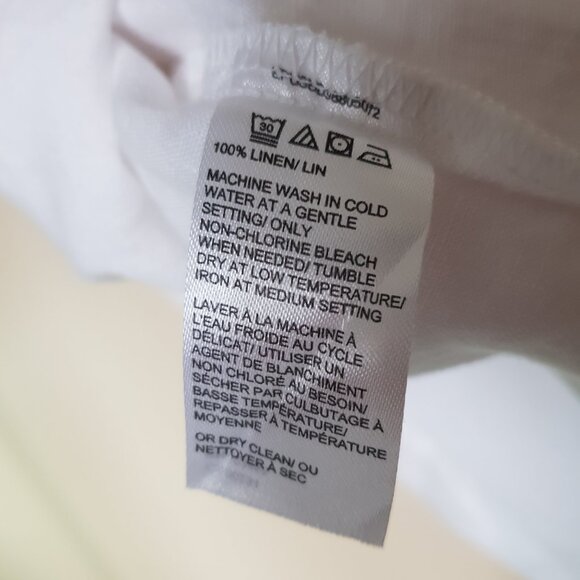 30
100% LINEN/ LIN
MACHINE WASH IN COLD
WATER AT A GENTLE
SETTING/ ONLY
NON-CHLORINE BLEACH
WHEN NEEDED/ TUMBLE
DRY AT LOW TEMPERATURE/
IRON AT MEDIUM SETTING
LAVER À LA MACHINE À
L'EAU FROIDE AU CYCLE
DÉLICAT/ UTILISER UN
AGENT DE BLANCHIMENT
NON CHLORÉ AU BESOIN/
SÉCHER PAR CULBUTAGE À
BASSE TEMPÉRATURE/
REPASSER À TEMPÉRATURE
MOYENNE
OR DRY CLEAN/ OU
NETTOYER À SEC